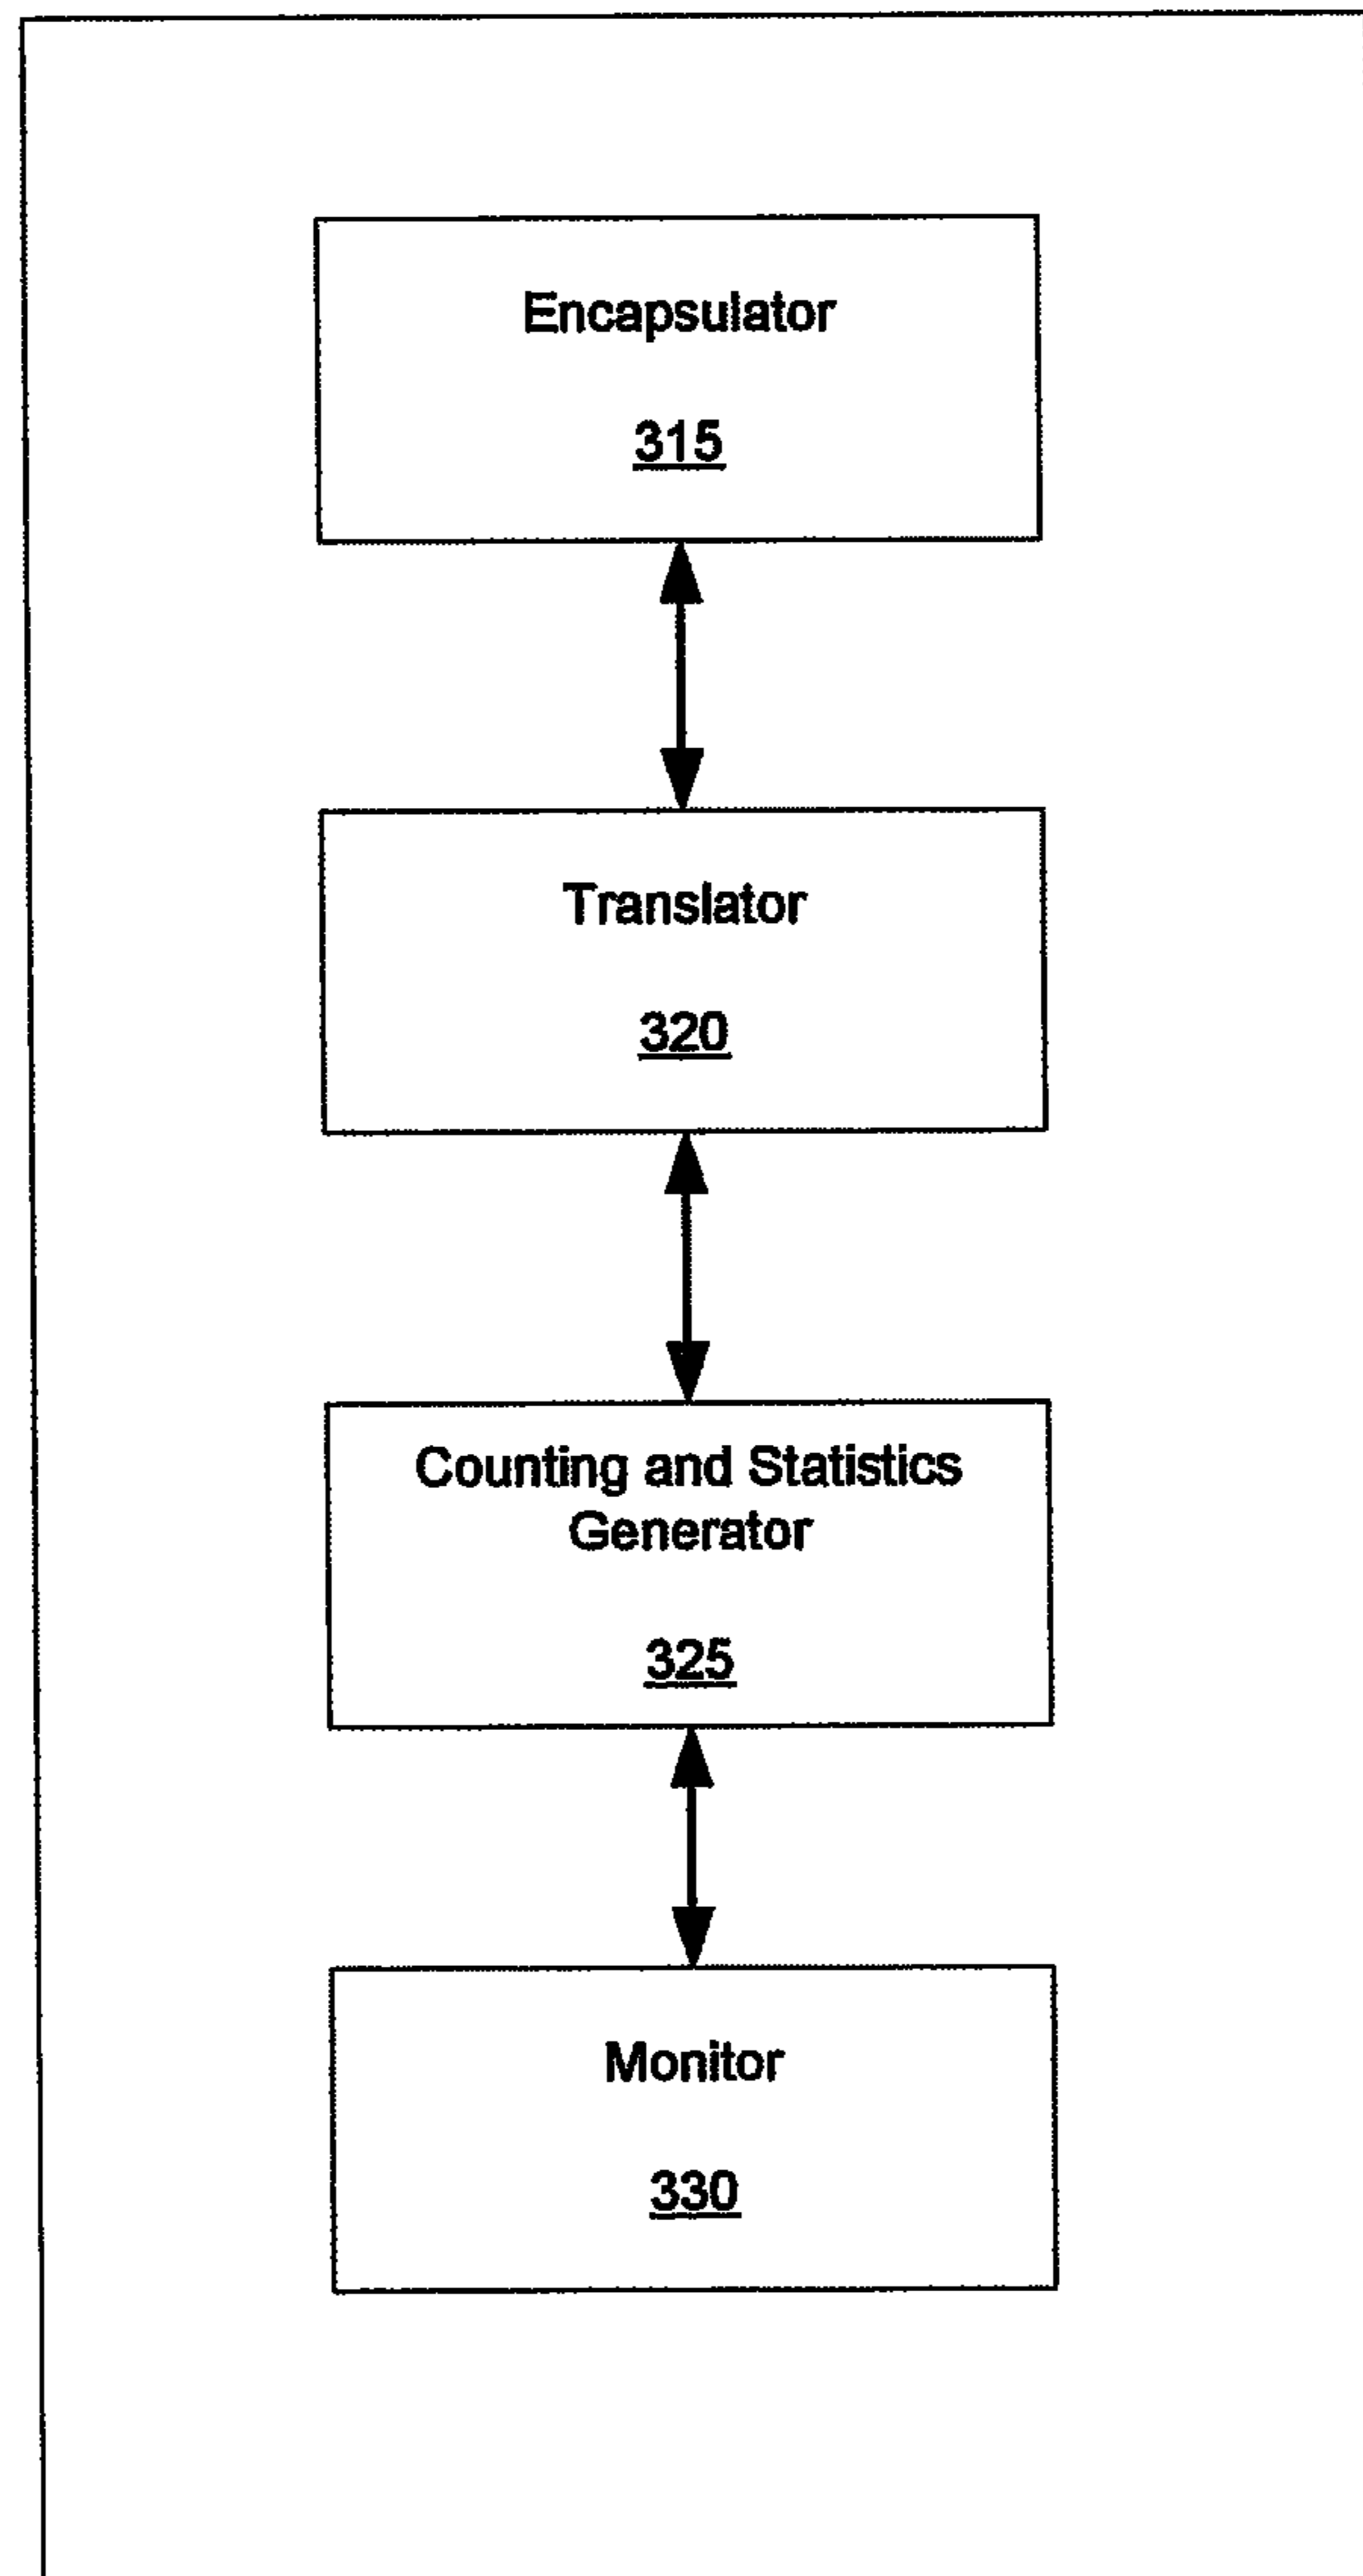 Encapsulator
315
Translator
320
Counting and Statistics
Generator
325
Monitor
330